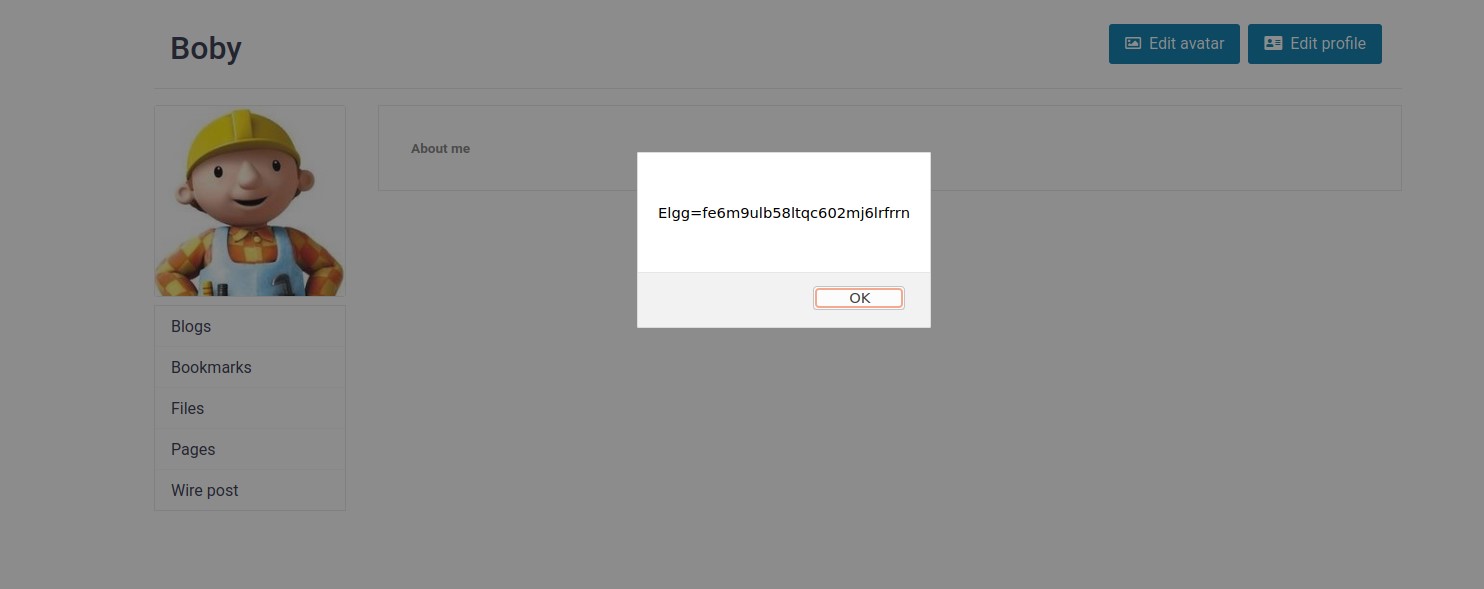 Boby
Edit avatar
Edit profile
About me
Elgg=fe6m9ulb58ltqc602mj6lrfrrn
OK
Blogs
Bookmarks
Files
Pages
Wire post